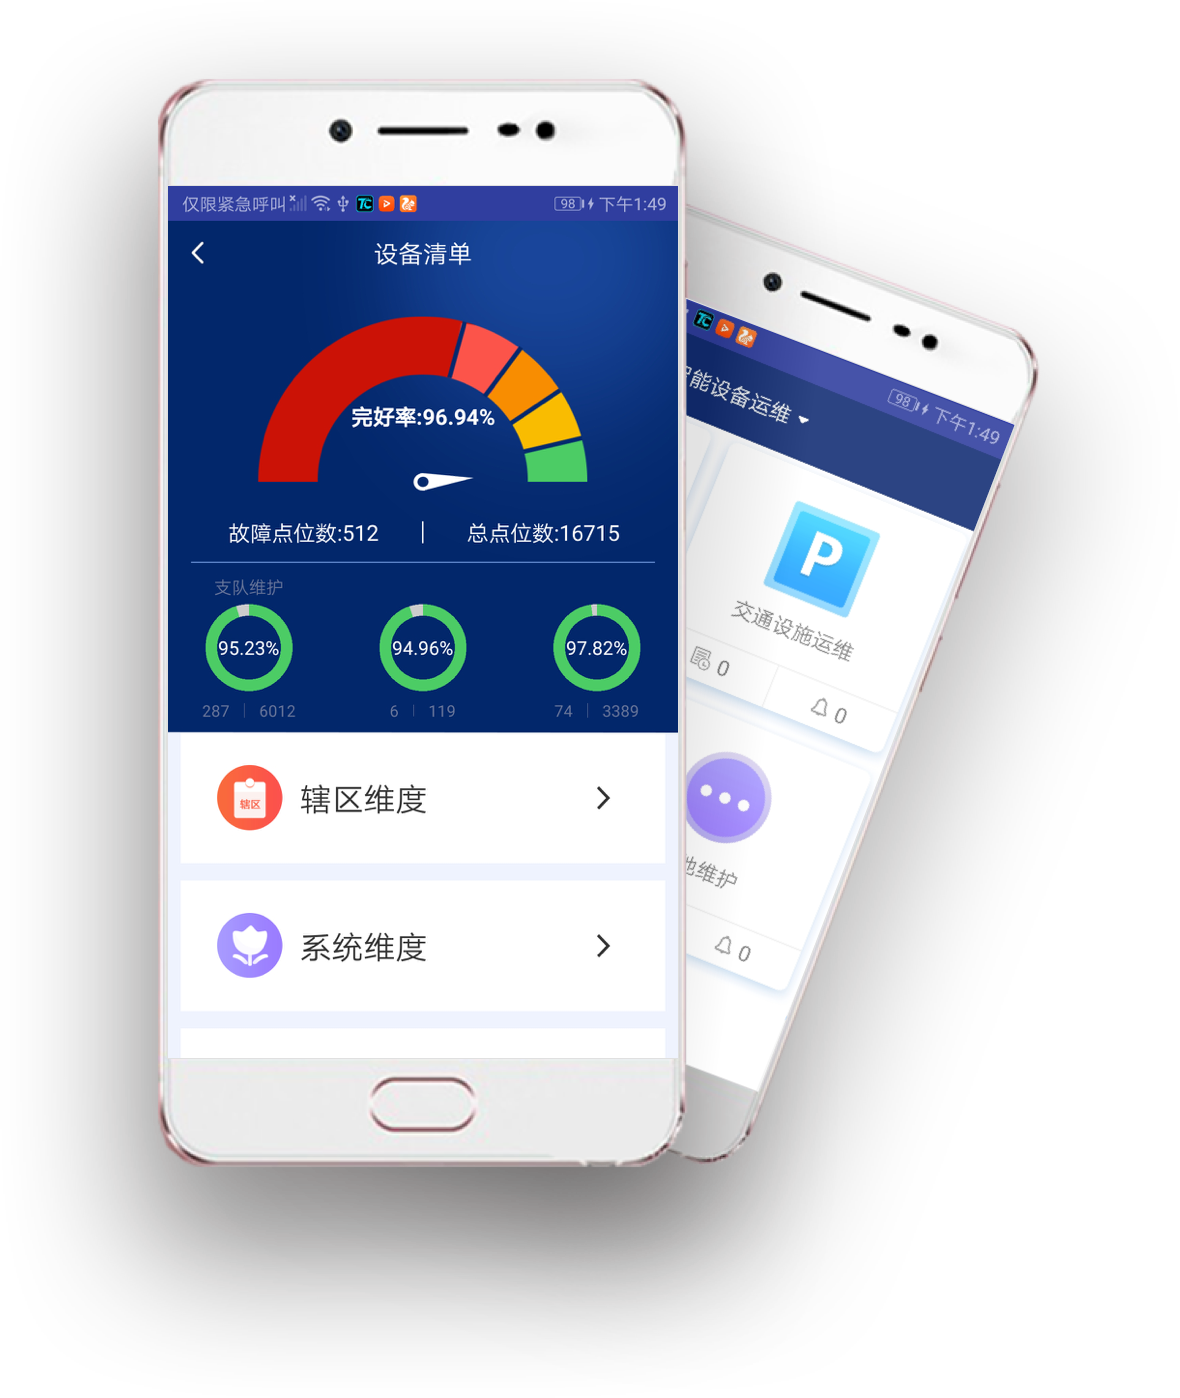 仅限紧急呼叫
TC
98
下午1:49
设备清单
完好率:96.94%
故障点位数:512 | 总点位数:16715
支队维护
95.23%
94.96%
97.82%
287 | 6012
6 | 119
74 | 3389
辖区
辖区维度
系统维度
TC
98
下午1:49
能设备运维
P
交通设施运维
0
0
维护
0